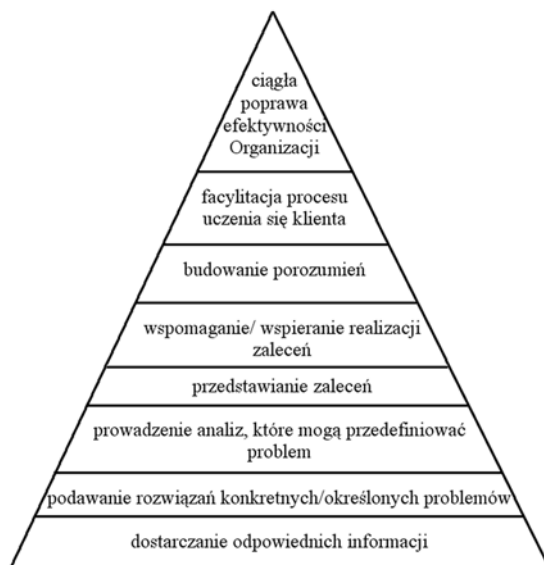 ciągła
poprawa
efektywności
Organizacji
facylitacja procesu
uczenia się klienta
budowanie porozumień
wspomaganie/ wspieranie realizacji
zaleceń
przedstawianie zaleceń
prowadzenie analiz, które mogą przedefiniować
problem
podawanie rozwiązań konkretnych/określonych problemów
dostarczanie odpowiednich informacji